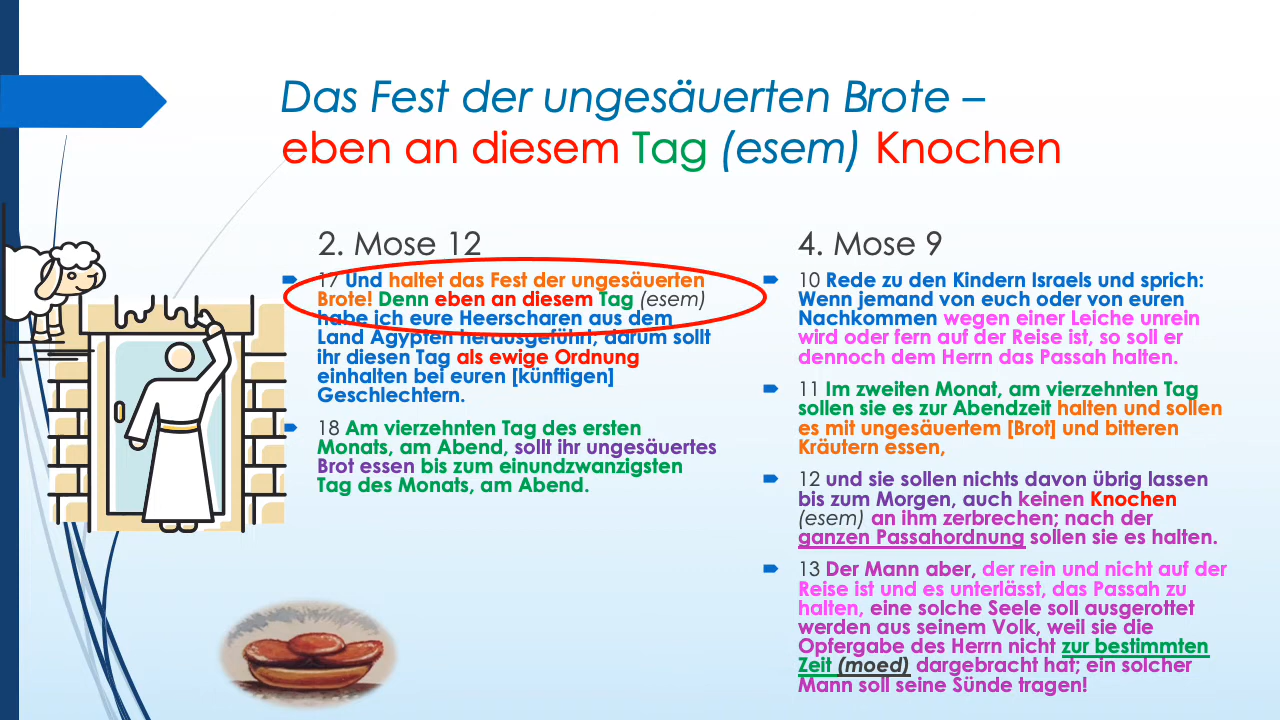 Das Fest der ungesäuerten Brote –
eben an diesem Tag (esem) Knochen
2. Mose 12
17 Und haltet das Fest der ungesäuerten
Brote! Denn eben an diesem Tag (esem)
habe ich eure Heerscharen aus dem
Land Ägypten herausgeführt, darum sollt
ihr diesen Tag als ewige Ordnung
einhalten bei euren [künftigen]
Geschlechtern.
18 Am vierzehnten Tag des ersten
Monats, am Abend, sollt ihr ungesäuertes
Brot essen bis zum einundzwanzigsten
Tag des Monats, am Abend.
4. Mose 9
10 Rede zu den Kindern Israels und sprich:
Wenn jemand von euch oder von euren
Nachkommen wegen einer Leiche unrein
wird oder fern auf der Reise ist, so soll er
dennoch dem Herrn das Passah halten.
11 Im zweiten Monat, am vierzehnten Tag
sollen sie es zur Abendzeit halten und sollen
es mit ungesäuertem [Brot] und bitteren
Kräutern essen,
12 und sie sollen nichts davon übrig lassen
bis zum Morgen, auch keinen Knochen
(esem) an ihm zerbrechen; nach der
ganzen Passahordnung sollen sie es halten.
13 Der Mann aber, der rein und nicht auf der
Reise ist und es unterlässt, das Passah zu
halten, eine solche Seele soll ausgerottet
werden aus seinem Volk, weil sie die
Opfergabe des Herrn nicht zur bestimmten
Zeit (moed) dargebracht hat; ein solcher
Mann soll seine Sünde tragen!